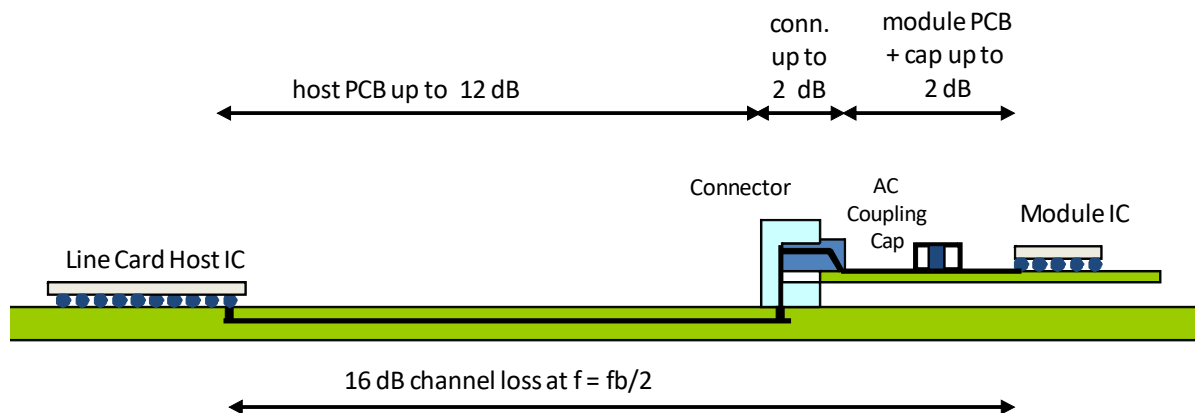 conn.
up to
2 dB
module PCB
+ cap up to
2 dB
host PCB up to 12 dB
Connector
AC
Coupling
Cap
Module IC
Line Card Host IC
16 dB channel loss at f = fb/2